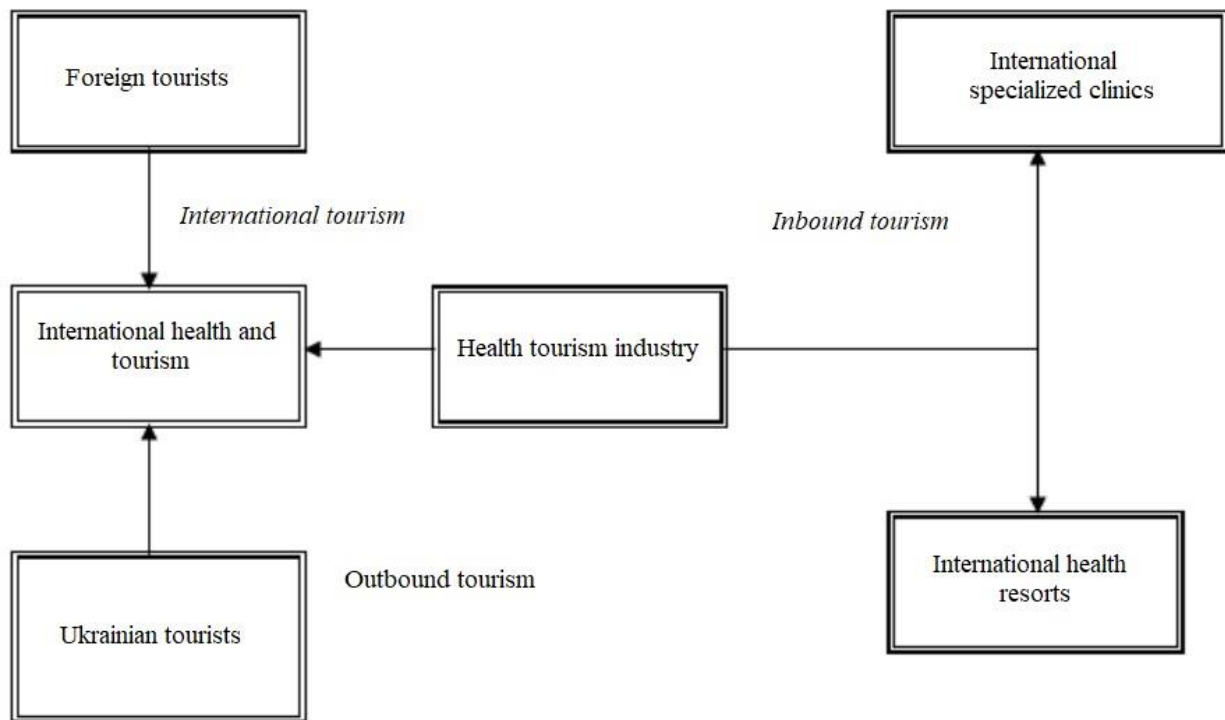 Foreign tourists
International
specialized clinics
International tourism
Inbound tourism
International health and
tourism
Health tourism industry
Outbound tourism
International health
resorts
Ukrainian tourists